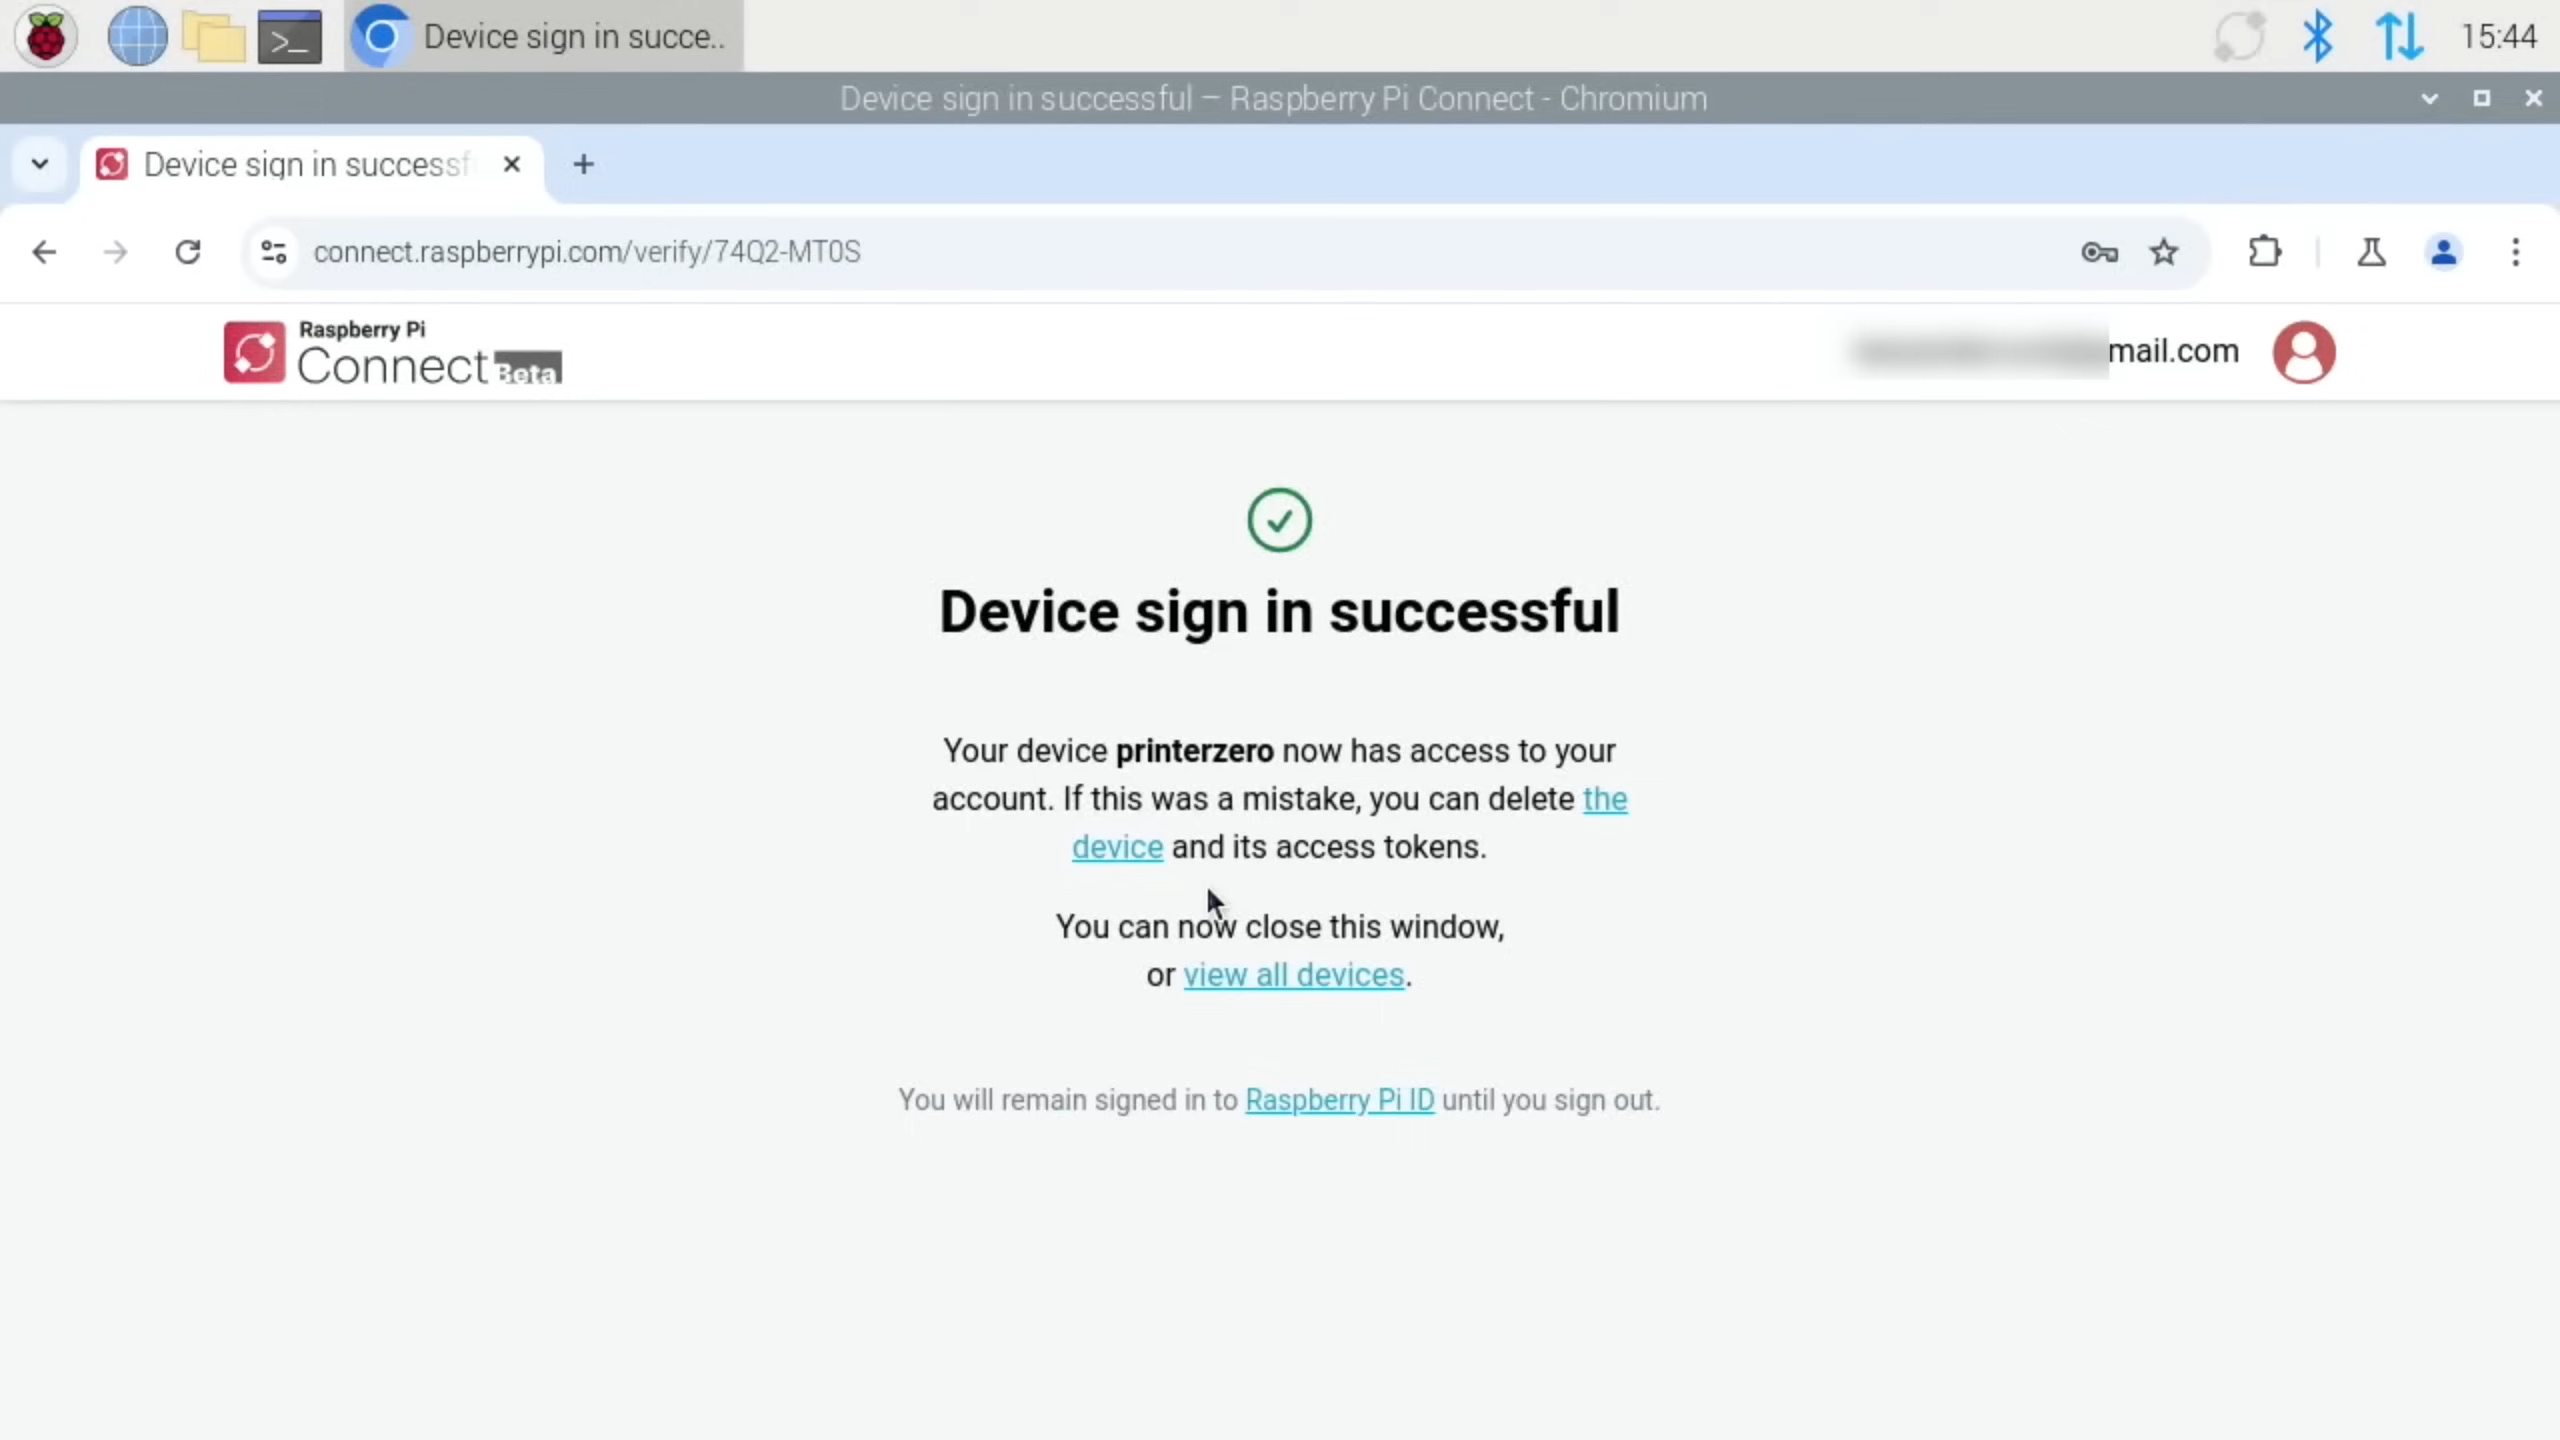 Device sign in succe..
15:44
Device sign in successful – Raspberry Pi Connect - Chromium
Device sign in successf
connect.raspberrypi.com/verify/74Q2-MT0S
Raspberry Pi
Connect Beta
mail.com
Device sign in successful
Your device printerzero now has access to your
account. If this was a mistake, you can delete the
device and its access tokens.
You can now close this window,
or view all devices.
You will remain signed in to Raspberry Pi ID until you sign out.